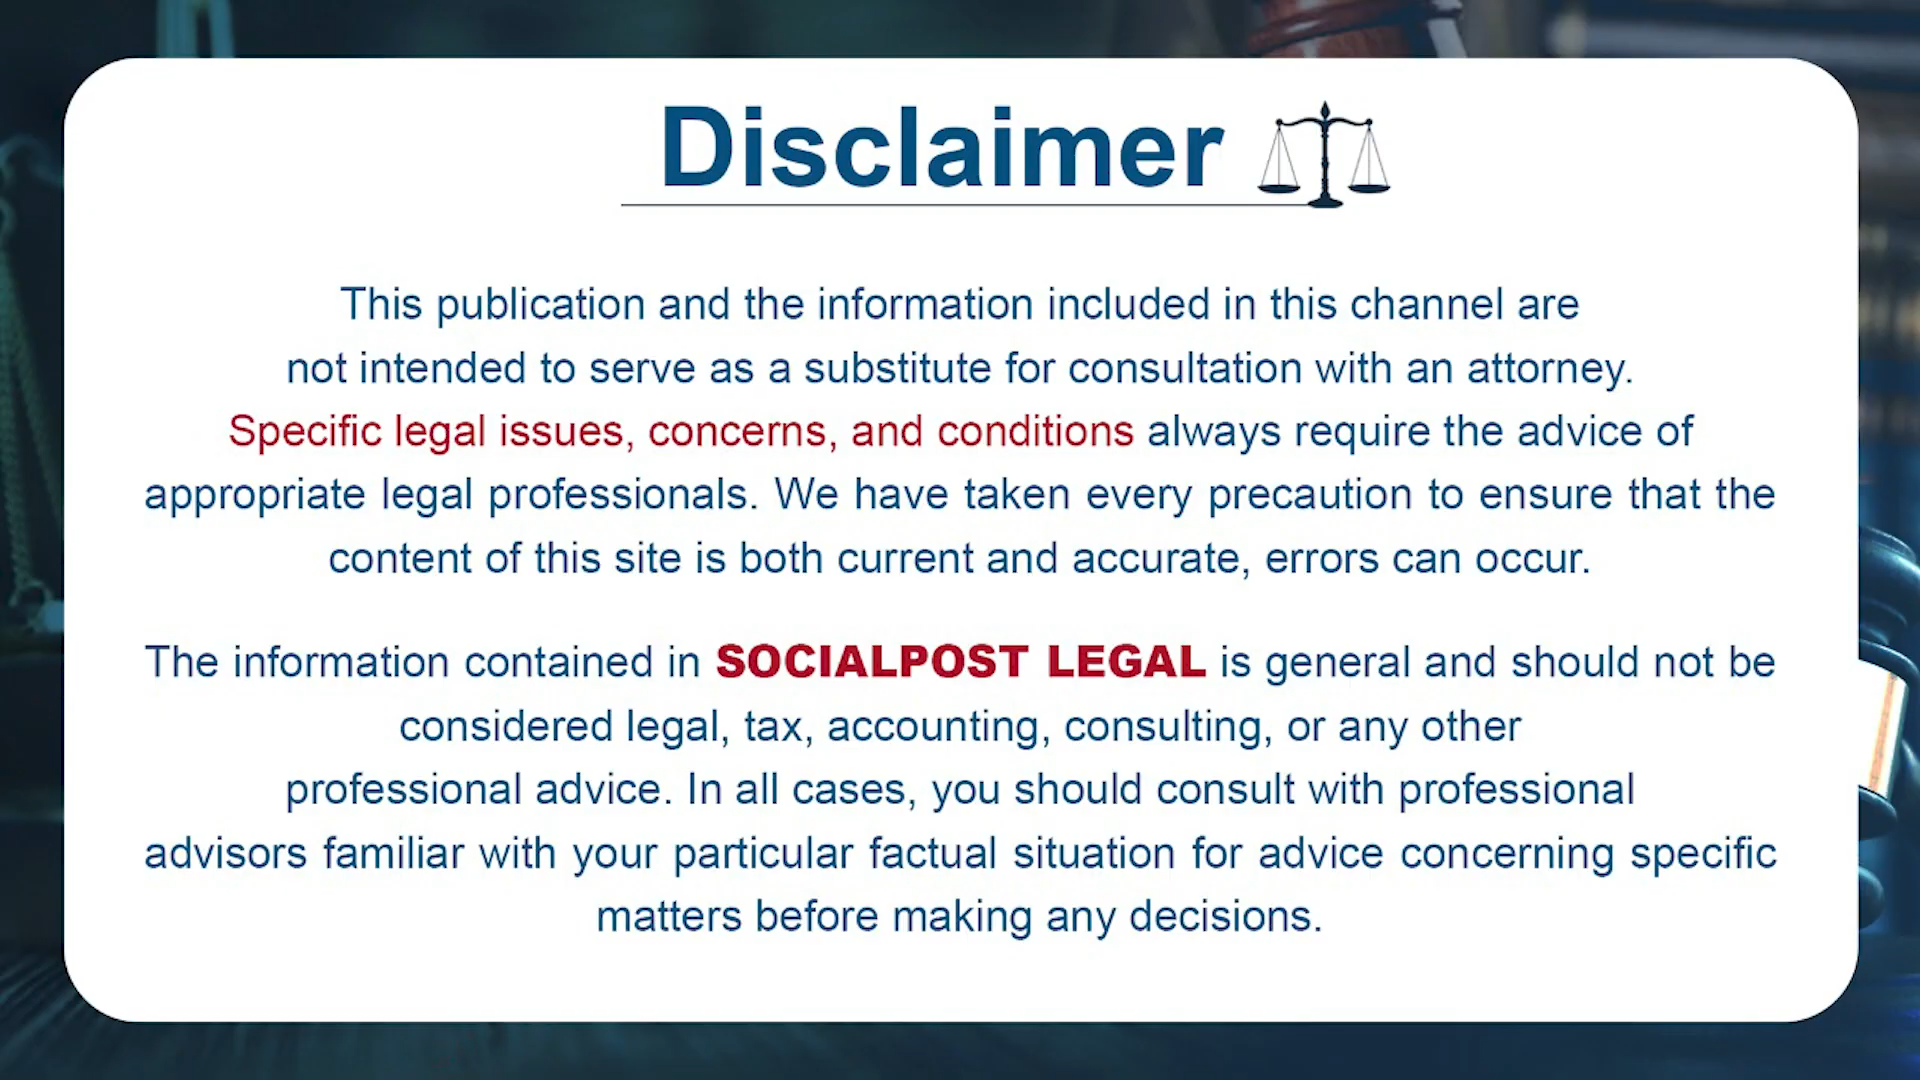 Disclaimer
This publication and the information included in this channel are
not intended to serve as a substitute for consultation with an attorney.
Specific legal issues, concerns, and conditions always require the advice of
appropriate legal professionals. We have taken every precaution to ensure that the
content of this site is both current and accurate, errors can occur.
The information contained in SOCIALPOST LEGAL is general and should not be
considered legal, tax, accounting, consulting, or any other
professional advice. In all cases, you should consult with professional
advisors familiar with your particular factual situation for advice concerning specific
matters before making any decisions.